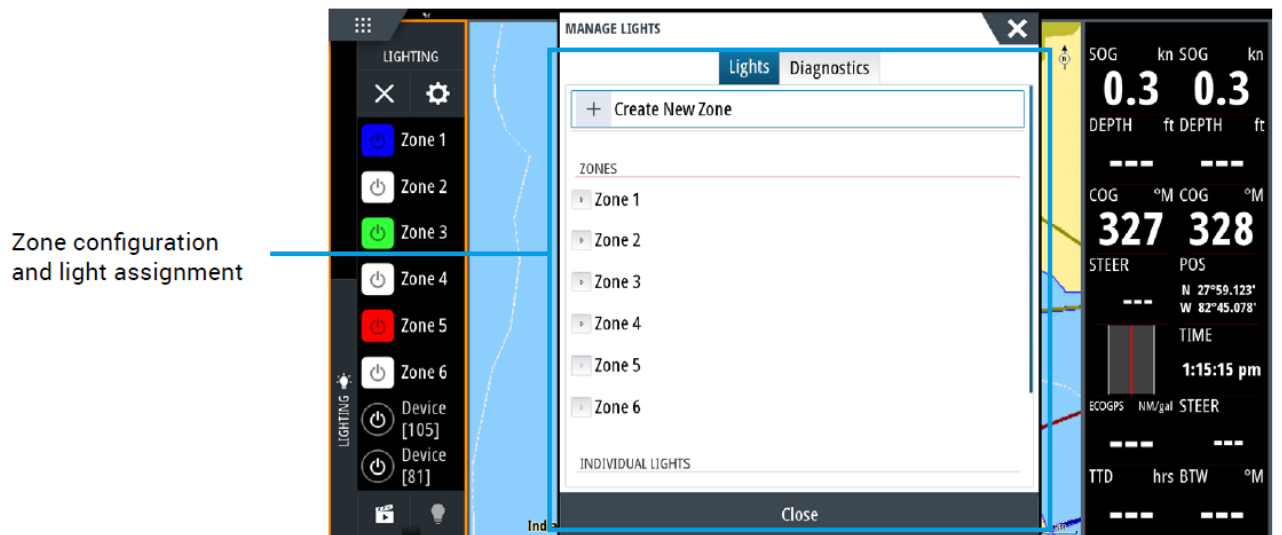 Zone configuration
and light assignment
LIGHTING
Zone 1
Zone 2
Zone 3
Zone 4
Zone 5
Zone 6
Device
[105]
Device
[81]
LIGHTING
MANAGE LIGHTS
Lights Diagnostics
+ Create New Zone
ZONES
Zone 1
Zone 2
Zone 3
Zone 4
Zone 5
Zone 6
INDIVIDUAL LIGHTS
Close
N
SOG kn SOG kn
0.3 0.3
DEPTH ft DEPTH ft
--- ---
COG °M COG °M
327 328
STEER POS
--- N 27°59.123'
W 82°45.078'
TIME
1:15:15 pm
ECOGPS NM/gal STEER
--- ---
TTD hrs BTW °M
--- ---